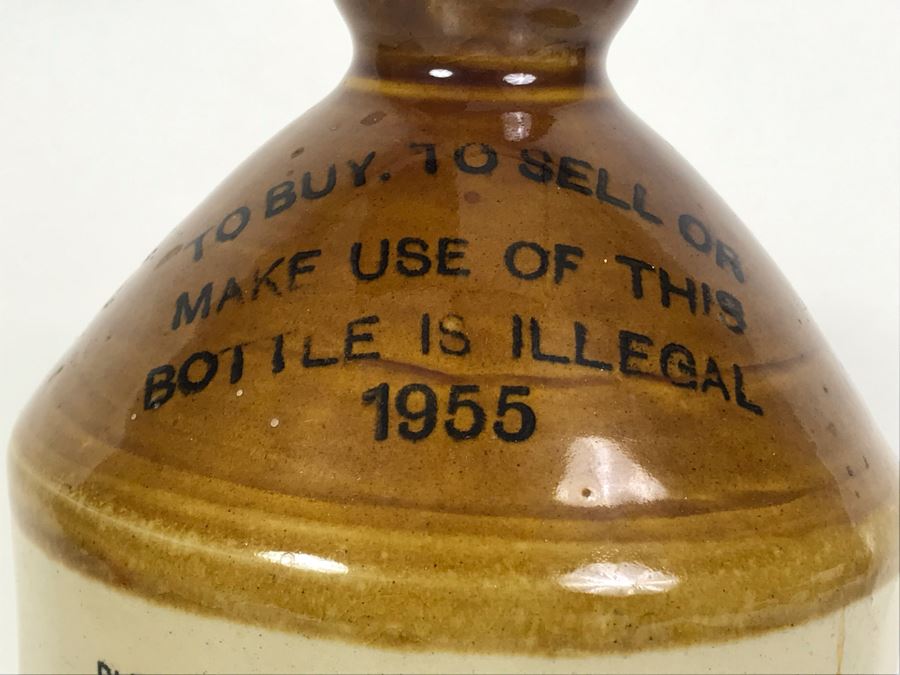 TO BUY. TO SELL OR
MAKE USE OF THIS
BOTTLE IS ILLEGAL
1955